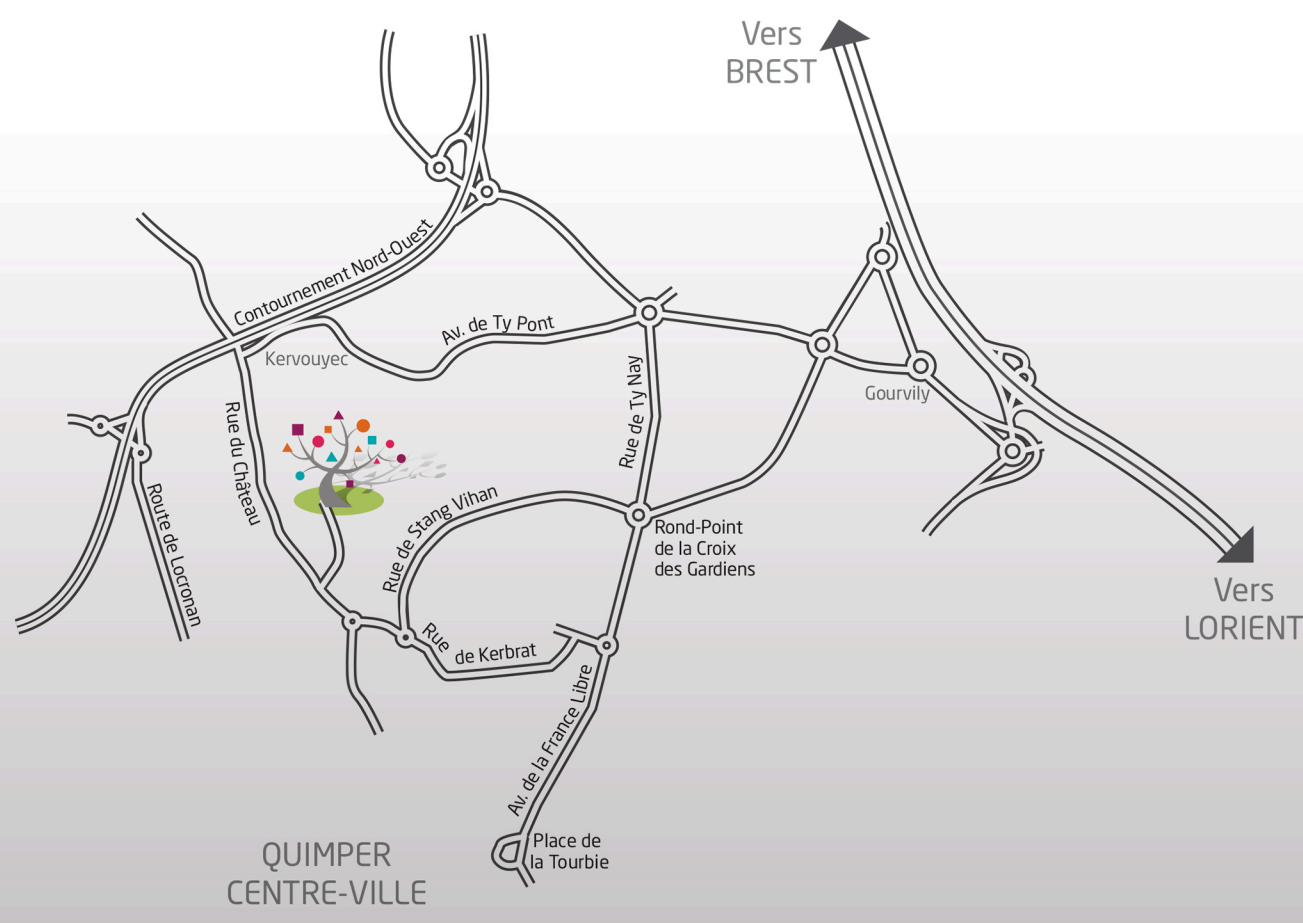 Vers
BREST
Contournement Nord-Ouest
Av. de Ty Pont
Kervouyec
Rue de Ty Nay
Gourvily
Rue du Château
Route de Locronan
Rue de Stang Vihan
Rond-Point
de la Croix
des Gardiens
Vers
LORIENT
Rue de Kerbrat
Av. de la France Libre
Place de
la Tourbie
QUIMPER
CENTRE-VILLE